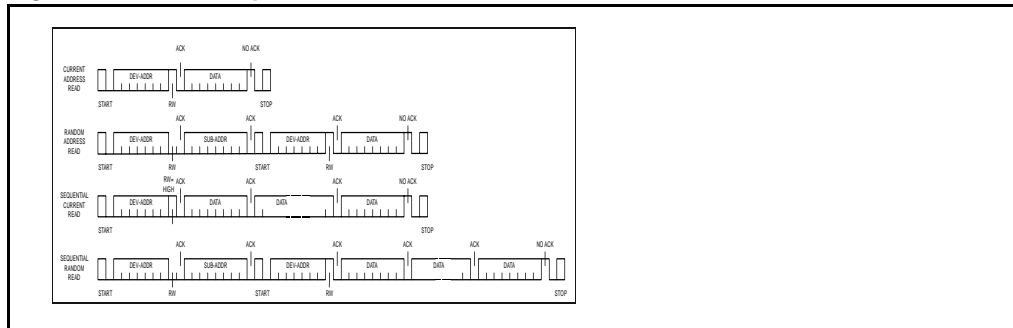 ACK NO ACK
CURRENT
ADDRESS
READ
DEV-ADDR DATA
START RW STOP
ACK ACK ACK NO ACK
RANDOM
ADDRESS
READ
DEV-ADDR SUB-ADDR DEV-ADDR DATA
START RW START RW STOP
RW=
HIGH
ACK ACK ACK NO ACK
SEQUENTIAL
CURRENT
READ
DEV-ADDR DATA DATA DATA
START STOP
ACK ACK ACK ACK ACK NO ACK
SEQUENTIAL
RANDOM
READ
DEV-ADDR SUB-ADDR DEV-ADDR DATA DATA DATA
START RW START RW STOP